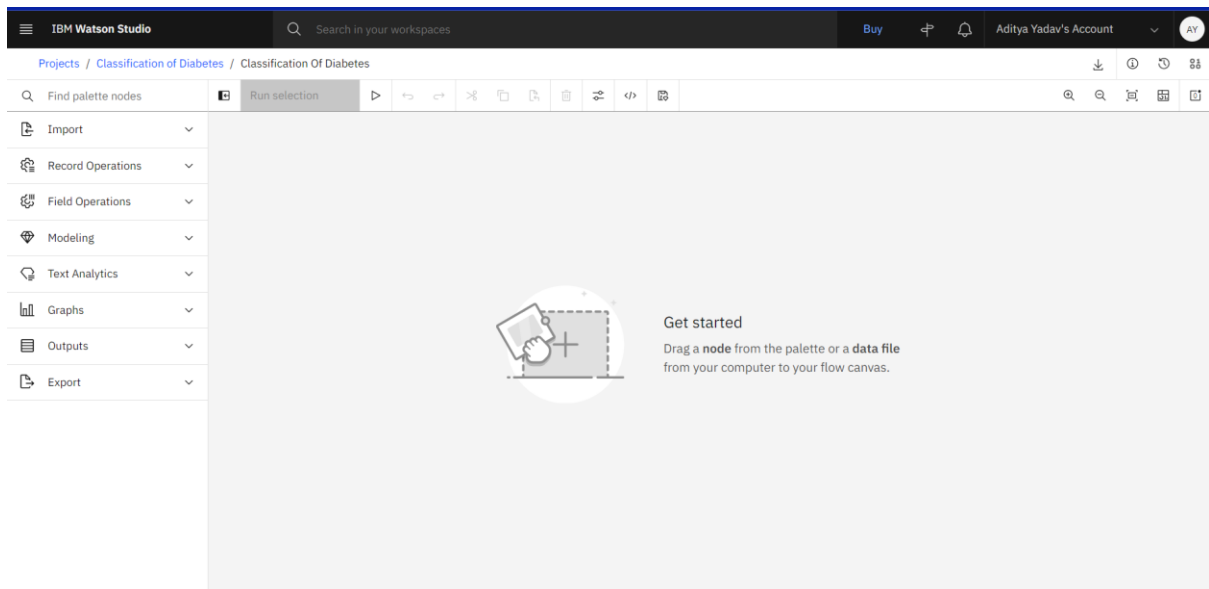 IBM Watson Studio
Search in your workspaces
Buy
Aditya Yadav's Account
AY
Projects / Classification of Diabetes / Classification Of Diabetes
Find palette nodes
Run selection
Import
Record Operations
Field Operations
Modeling
Text Analytics
Graphs
Outputs
Export
Get started
Drag a node from the palette or a data file
from your computer to your flow canvas.